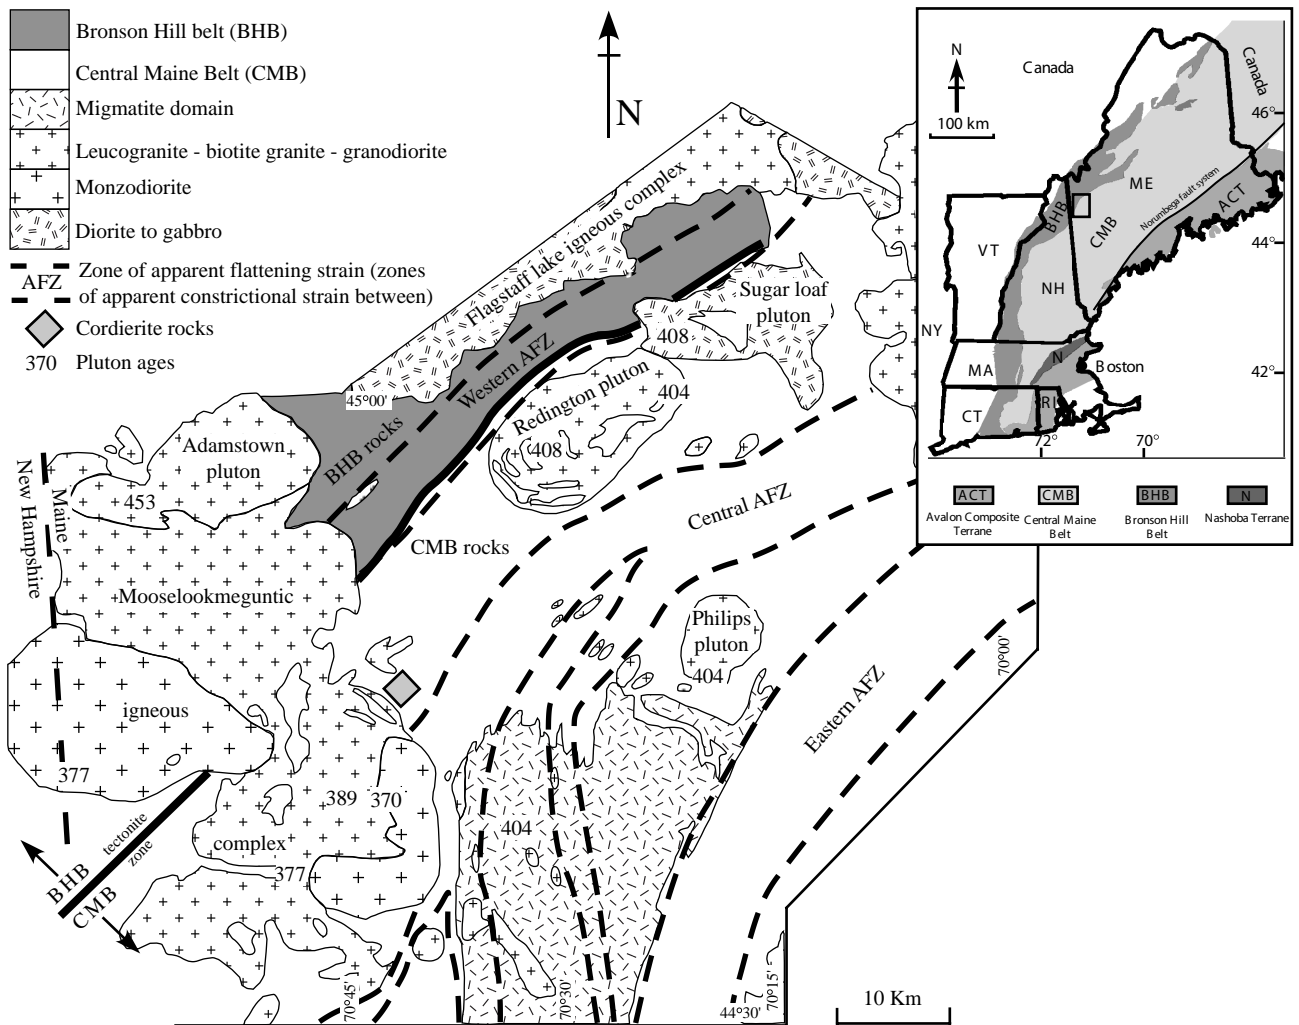 Bronson Hill belt (BHB)
Central Maine Belt (CMB)
Migmatite domain
Leucogranite - biotite granite - granodiorite
Monzodiorite
Diorite to gabbro
AFZ
Zone of apparent flattening strain (zones
of apparent constrictional strain between)
Cordierite rocks
370 Pluton ages
N
Flagstaff lake igneous complex
Sugar loaf
pluton
408
Western AFZ
Redington pluton
404
408
45°00'
BHB rocks
Adamstown
pluton
453
Maine
New Hampshire
CMB rocks
Central AFZ
Mooselookmeguntic
igneous
complex
377
389
370
377
Philips
pluton
404
404
Eastern AFZ
70°00'
tectonite
zone
BHB
CMB
70°45'
70°30'
70°15'
44°30'
10 Km
N
100 km
Canada
Canada
46°
44°
42°
72°
70°
ME
Norumbega fault system
ACT
BHB
CMB
VT
NH
NY
MA
N
Boston
CT
RI
ACT
CMB
BHB
N
Avalon Composite
Terrane
Central Maine
Belt
Bronson Hill
Belt
Nashoba Terrane